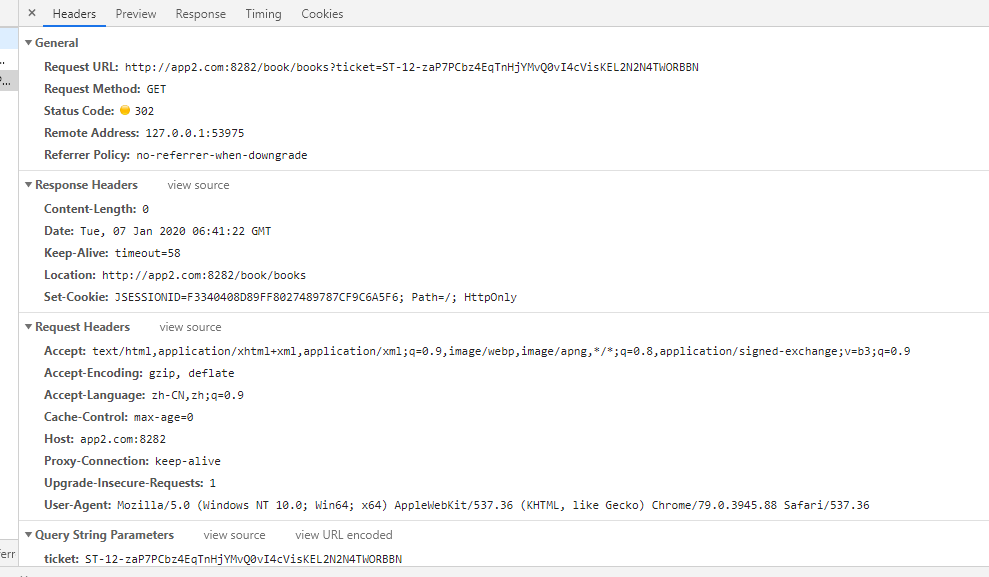 × Headers Preview Response Timing Cookies
General
Request URL: http://app2.com:8282/book/books?ticket=ST-12-zaP7PCbz4EqTnHjYMvQ0vI4cVisKEL2N2N4TWORBBN
Request Method: GET
Status Code: 302
Remote Address: 127.0.0.1:53975
Referrer Policy: no-referrer-when-downgrade
Response Headers view source
Content-Length: 0
Date: Tue, 07 Jan 2020 06:41:22 GMT
Keep-Alive: timeout=58
Location: http://app2.com:8282/book/books
Set-Cookie: JSESSIONID=F3340408D89FF8027489787CF9C6A5F6; Path=/; HttpOnly
Request Headers view source
Accept: text/html,application/xhtml+xml,application/xml;q=0.9,image/webp,image/apng,*/*;q=0.8,application/signed-exchange;v=b3;q=0.9
Accept-Encoding: gzip, deflate
Accept-Language: zh-CN,zh;q=0.9
Cache-Control: max-age=0
Host: app2.com:8282
Proxy-Connection: keep-alive
Upgrade-Insecure-Requests: 1
User-Agent: Mozilla/5.0 (Windows NT 10.0; Win64; x64) AppleWebKit/537.36 (KHTML, like Gecko) Chrome/79.0.3945.88 Safari/537.36
Query String Parameters view source view URL encoded
ticket: ST-12-zaP7PCbz4EqTnHjYMvQ0vI4cVisKEL2N2N4TWORBBN